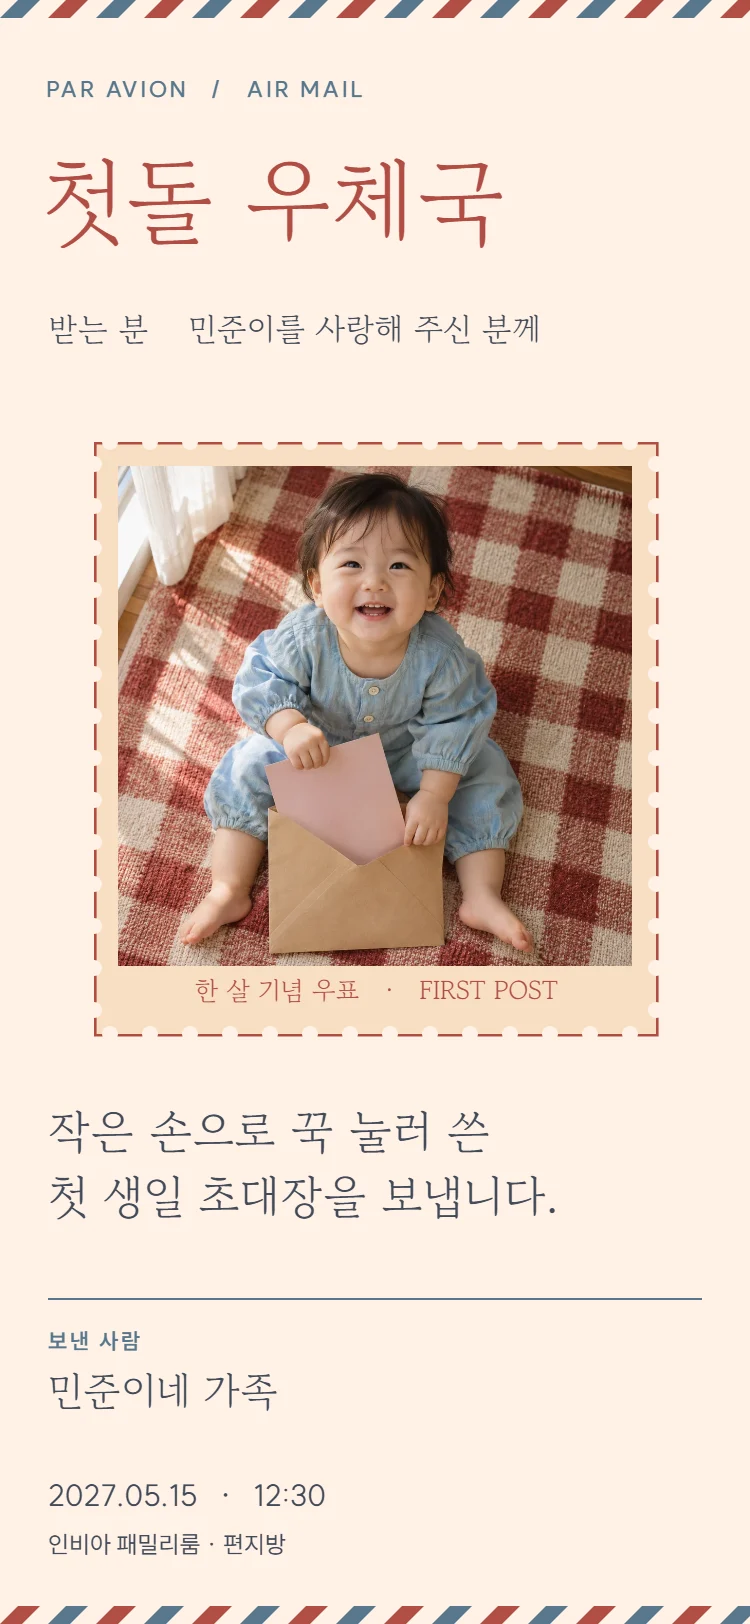 PAR AVION / AIR MAIL
첫돌 우체국
받는 분 민준이를 사랑해 주신 분께
한 살 기념 우표 · FIRST POST
작은 손으로 꾹 눌러 쓴
첫 생일 초대장을 보냅니다.
보낸 사람
민준이네 가족
2027.05.15 · 12:30
인비아 패밀리룸 · 편지방